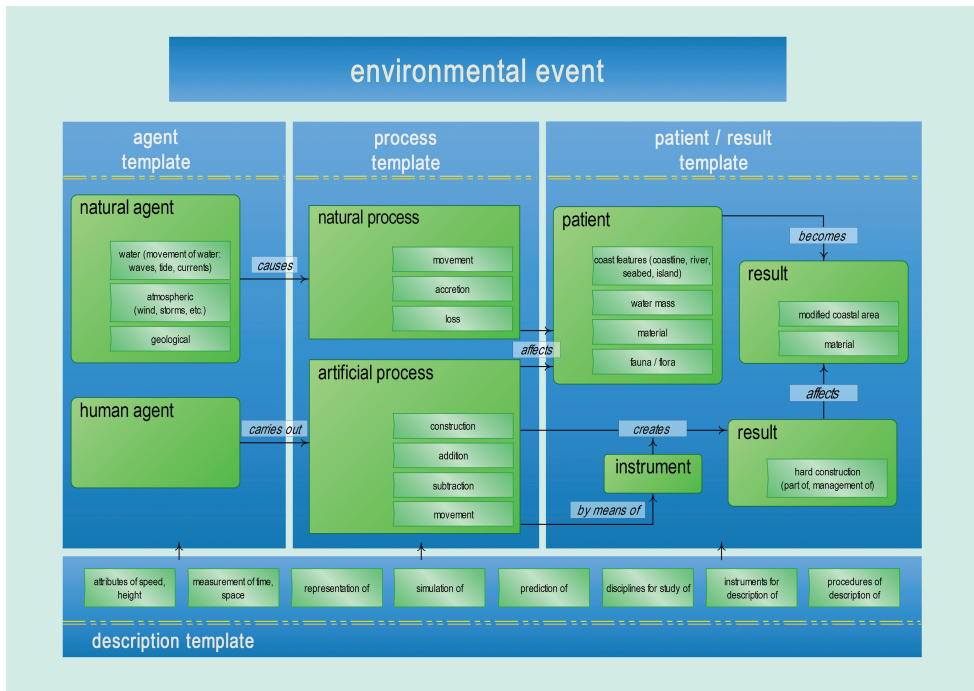 environmental event
agent
template
process
template
patient / result
template
natural agent
water (movement of water:
waves, tide, currents)
atmospheric
(wind, storms, etc.)
geological
human agent
causes
carries out
natural process
movement
accretion
loss
artificial process
construction
addition
subtraction
movement
affects
patient
coast features (coastine, river,
seabed, island)
water mass
material
fauna / flora
becomes
result
modified coastal area
material
affects
creates
result
hard construction
(part of, management of)
instrument
by means of
attributes of speed,
height
measurement of time,
space
representation of
simulation of
prediction of
disciplines for study of
instruments for
description of
procedures of
description of
description template